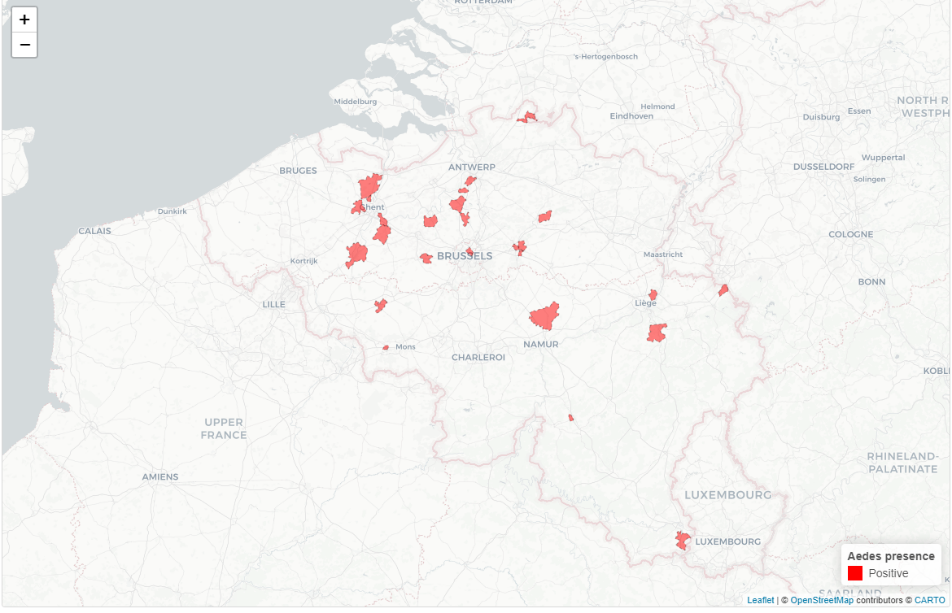 +
−
ROTTERDAM
's-Hertogenbosch
Middelburg
Helmond
Eindhoven
NORTH R
WESTPH
Essen
Duisburg
ANTWERP
BRUGES
DUSSELDORF
Wuppertal
Solingen
Ghent
Dunkirk
CALAIS
COLOGNE
BRUSSELS
Maastricht
Kortrijk
BONN
LILLE
Liège
Mons
NAMUR
CHARLEROI
KOBL
UPPER
FRANCE
RHINELAND-
PALATINATE
AMIENS
LUXEMBOURG
LUXEMBOURG
Aedes presence
Positive
SAARLAND
Leaflet | © OpenStreetMap contributors © CARTO